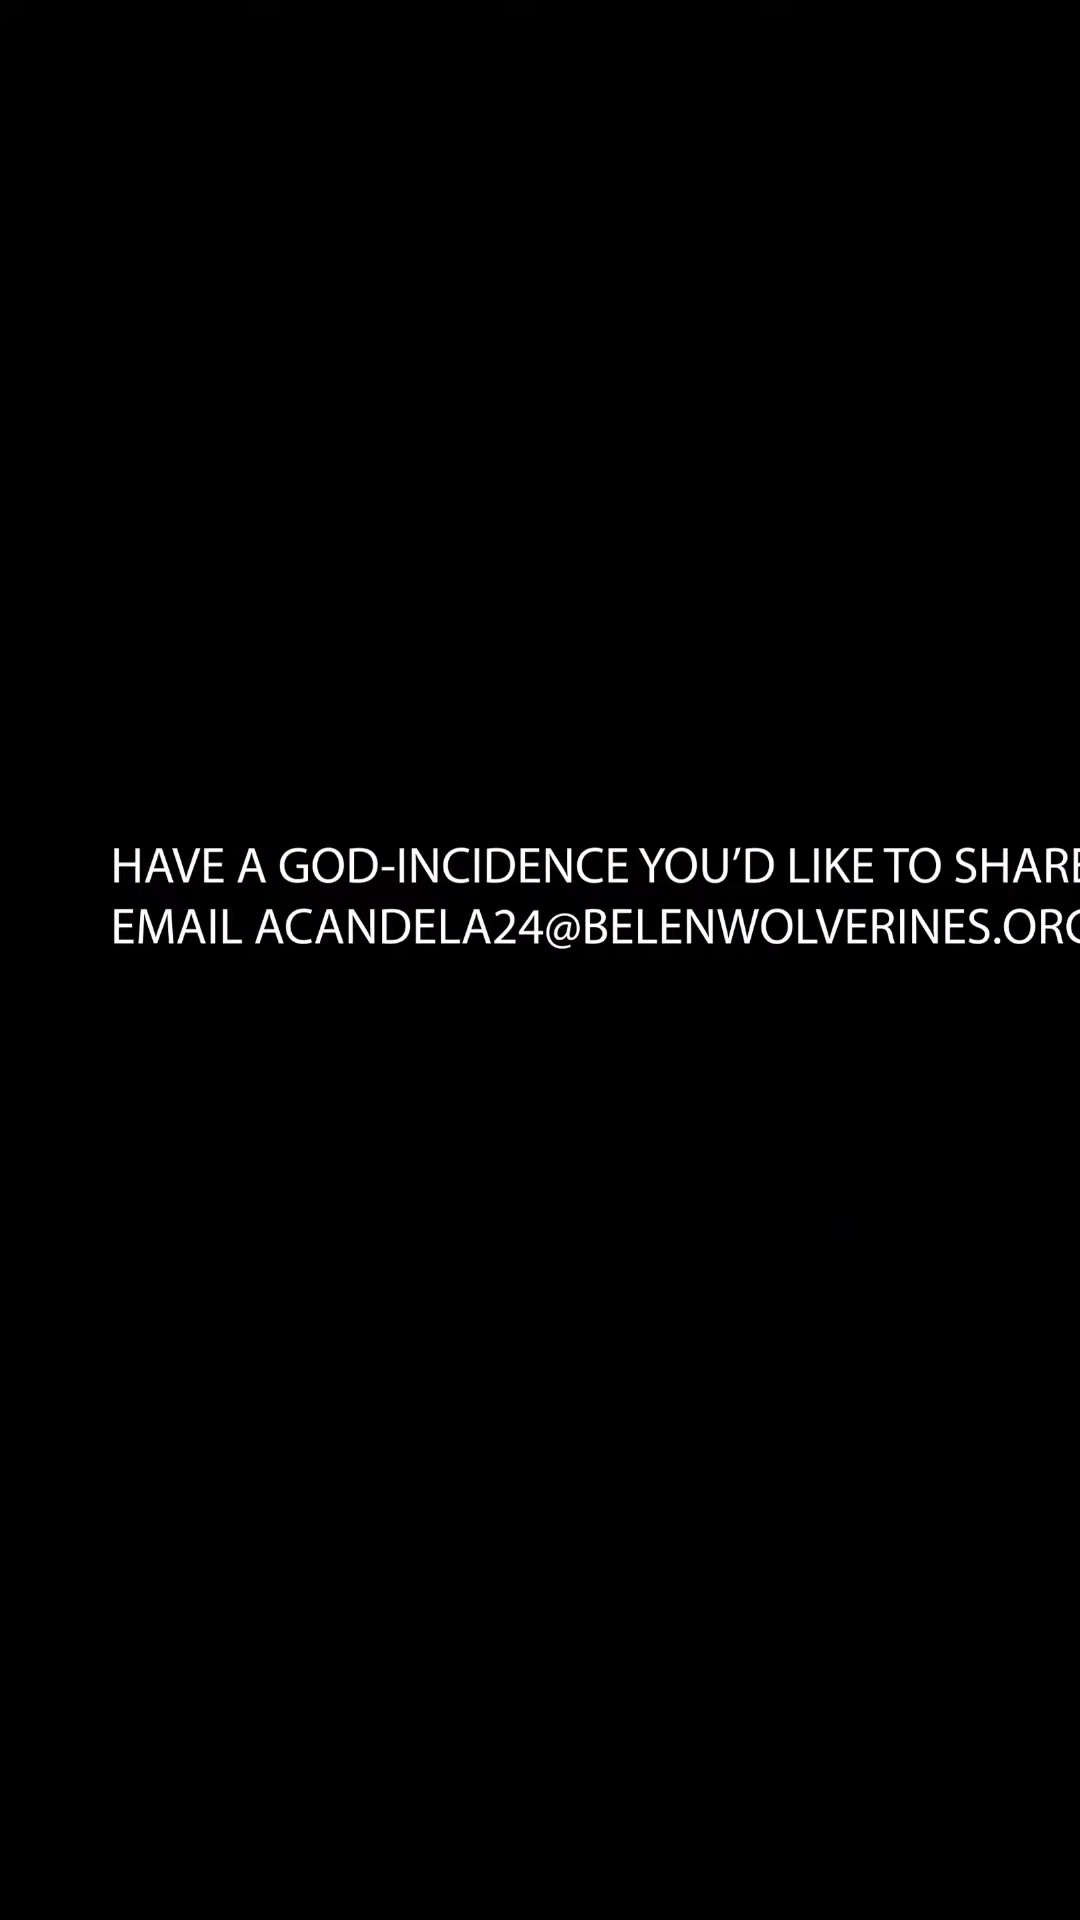 HAVE A GOD-INCIDENCE YOU’D LIKE TO SHARE
EMAIL ACANDELA24@BELENWOLVERINES.ORG